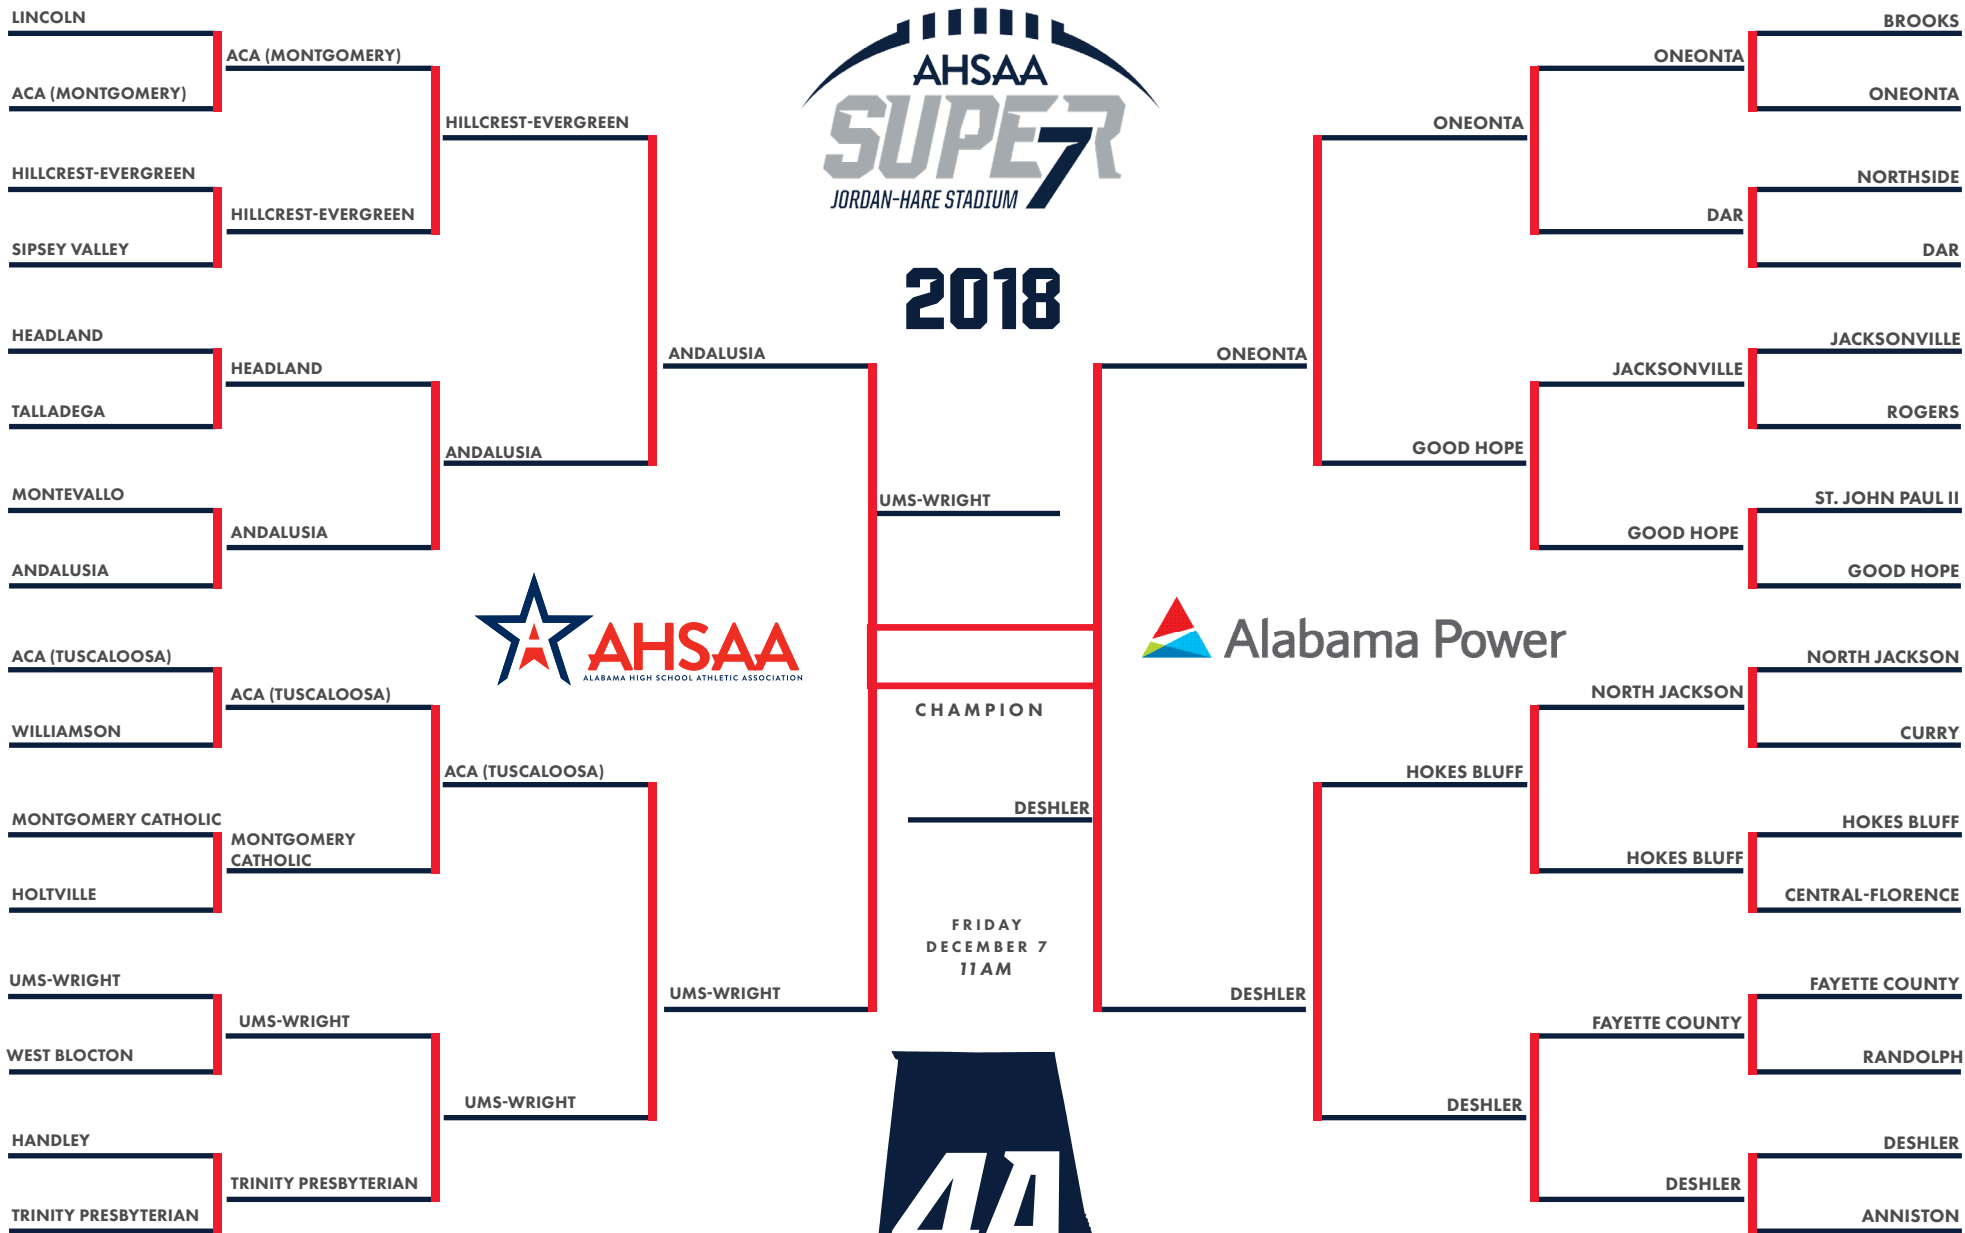 LINCOLN
ACA (MONTGOMERY)
ACA (MONTGOMERY)
HILLCREST-EVERGREEN
HILLCREST-EVERGREEN
HILLCREST-EVERGREEN
SIPSEY VALLEY
HEADLAND
HEADLAND
TALLADEGA
ANDALUSIA
ANDALUSIA
MONTEVALLO
ANDALUSIA
ANDALUSIA
ACA (TUSCALOOSA)
ACA (TUSCALOOSA)
WILLIAMSON
ACA (TUSCALOOSA)
MONTGOMERY CATHOLIC
MONTGOMERY
CATHOLIC
HOLTVILLE
UMS-WRIGHT
UMS-WRIGHT
UMS-WRIGHT
WEST BLOCTON
UMS-WRIGHT
HANDLEY
TRINITY PRESBYTERIAN
TRINITY PRESBYTERIAN
AHSAA
SUPER
7
JORDAN-HARE STADIUM
2018
UMS-WRIGHT
AHSAA
ALABAMA HIGH SCHOOL ATHLETIC ASSOCIATION
Alabama Power
CHAMPION
DESHLER
FRIDAY
DECEMBER 7
11 AM
4A
BROOKS
ONEONTA
ONEONTA
ONEONTA
NORTHSIDE
DAR
DAR
ONEONTA
JACKSONVILLE
JACKSONVILLE
ROGERS
GOOD HOPE
ST. JOHN PAUL II
GOOD HOPE
GOOD HOPE
NORTH JACKSON
NORTH JACKSON
CURRY
HOKES BLUFF
HOKES BLUFF
HOKES BLUFF
CENTRAL-FLORENCE
DESHLER
FAYETTE COUNTY
FAYETTE COUNTY
RANDOLPH
DESHLER
DESHLER
DESHLER
ANNISTON